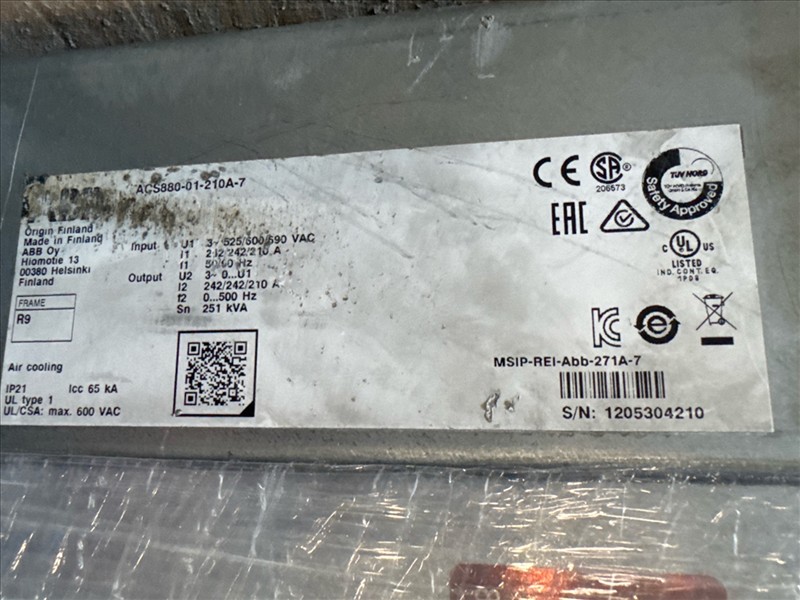 ACS880-01-210A-7
Origin Finland
Made in Finland
ABB Oy
Hiomotie 13
00380 Helsinki
Finland
FRAME
R9
Air cooling
IP21 Icc 65 kA
UL type 1
UL/CSA: max. 600 VAC
Input U1 3~ 525/600/690 VAC
I1 242/242/210 A
f1 50/60 Hz
Output U2 3~ 0...U1
I2 242/242/210 A
f2 0...500 Hz
Sn 251 kVA
CE
SA
®
206573
TÜV NORD
Safety Approved
EAC
C UL US
LISTED
IND. CONT. EQ.
1PDS
MSIP-REI-Abb-271A-7
S/N: 1205304210